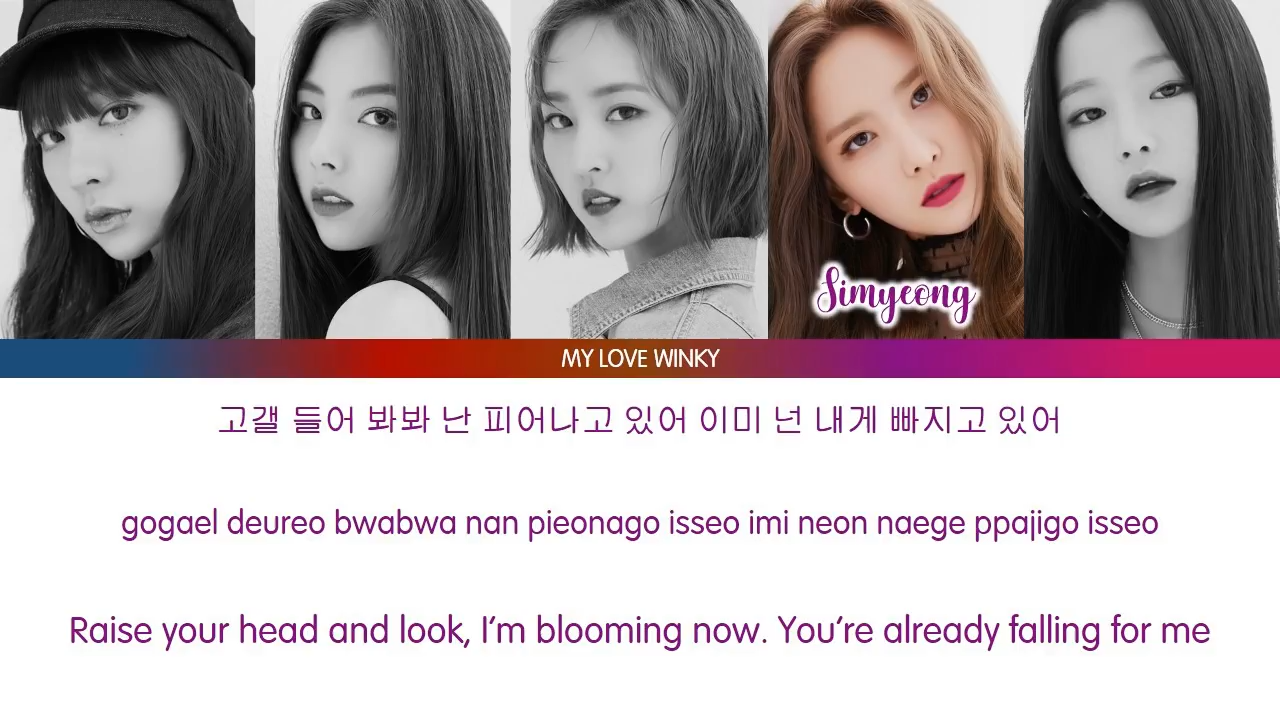 Simyeong
MY LOVE WINKY
고갤 들어 봐봐 난 피어나고 있어 이미 넌 내게 빠지고 있어
gogael deureo bwabwa nan pieonago isseo imi neon naege ppajigo isseo
Raise your head and look, I’m blooming now. You’re already falling for me